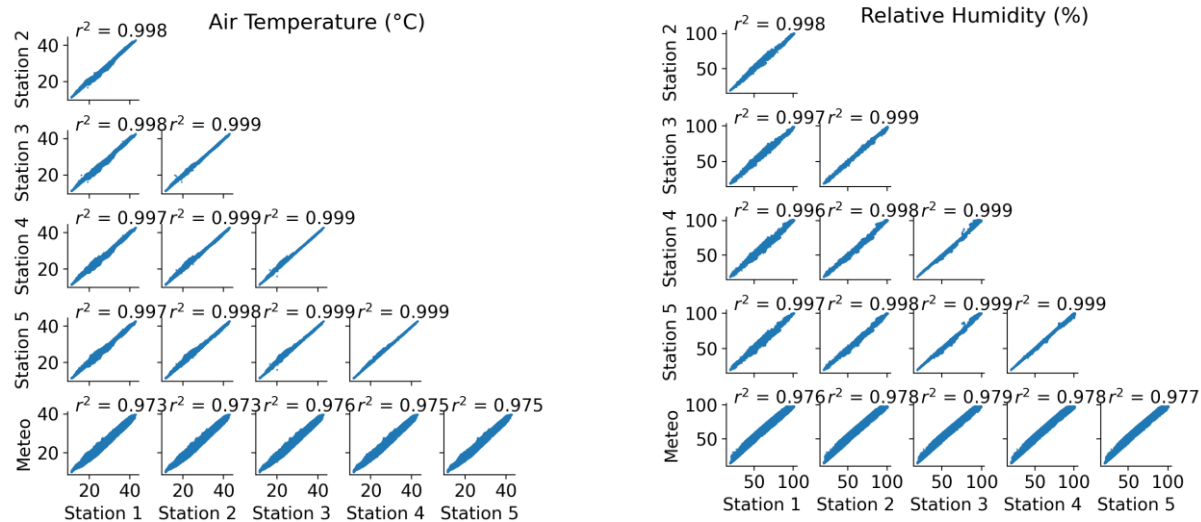 Air Temperature (°C)
r² = 0.998
Station 2
40
20
r² = 0.998 r² = 0.999
Station 3
40
20
r² = 0.997 r² = 0.999 r² = 0.999
Station 4
40
20
r² = 0.997 r² = 0.998 r² = 0.999 r² = 0.999
Station 5
40
20
r² = 0.973 r² = 0.973 r² = 0.976 r² = 0.975 r² = 0.975
Meteo
40
20
20 40 20 40 20 40 20 40 20 40
Station 1 Station 2 Station 3 Station 4 Station 5
Relative Humidity (%)
r² = 0.998
Station 2
100
50
r² = 0.997 r² = 0.999
Station 3
100
50
r² = 0.996 r² = 0.998 r² = 0.999
Station 4
100
50
r² = 0.997 r² = 0.998 r² = 0.999 r² = 0.999
Station 5
100
50
r² = 0.976 r² = 0.978 r² = 0.979 r² = 0.978 r² = 0.977
Meteo
100
50
50 100 50 100 50 100 50 100 50 100
Station 1 Station 2 Station 3 Station 4 Station 5